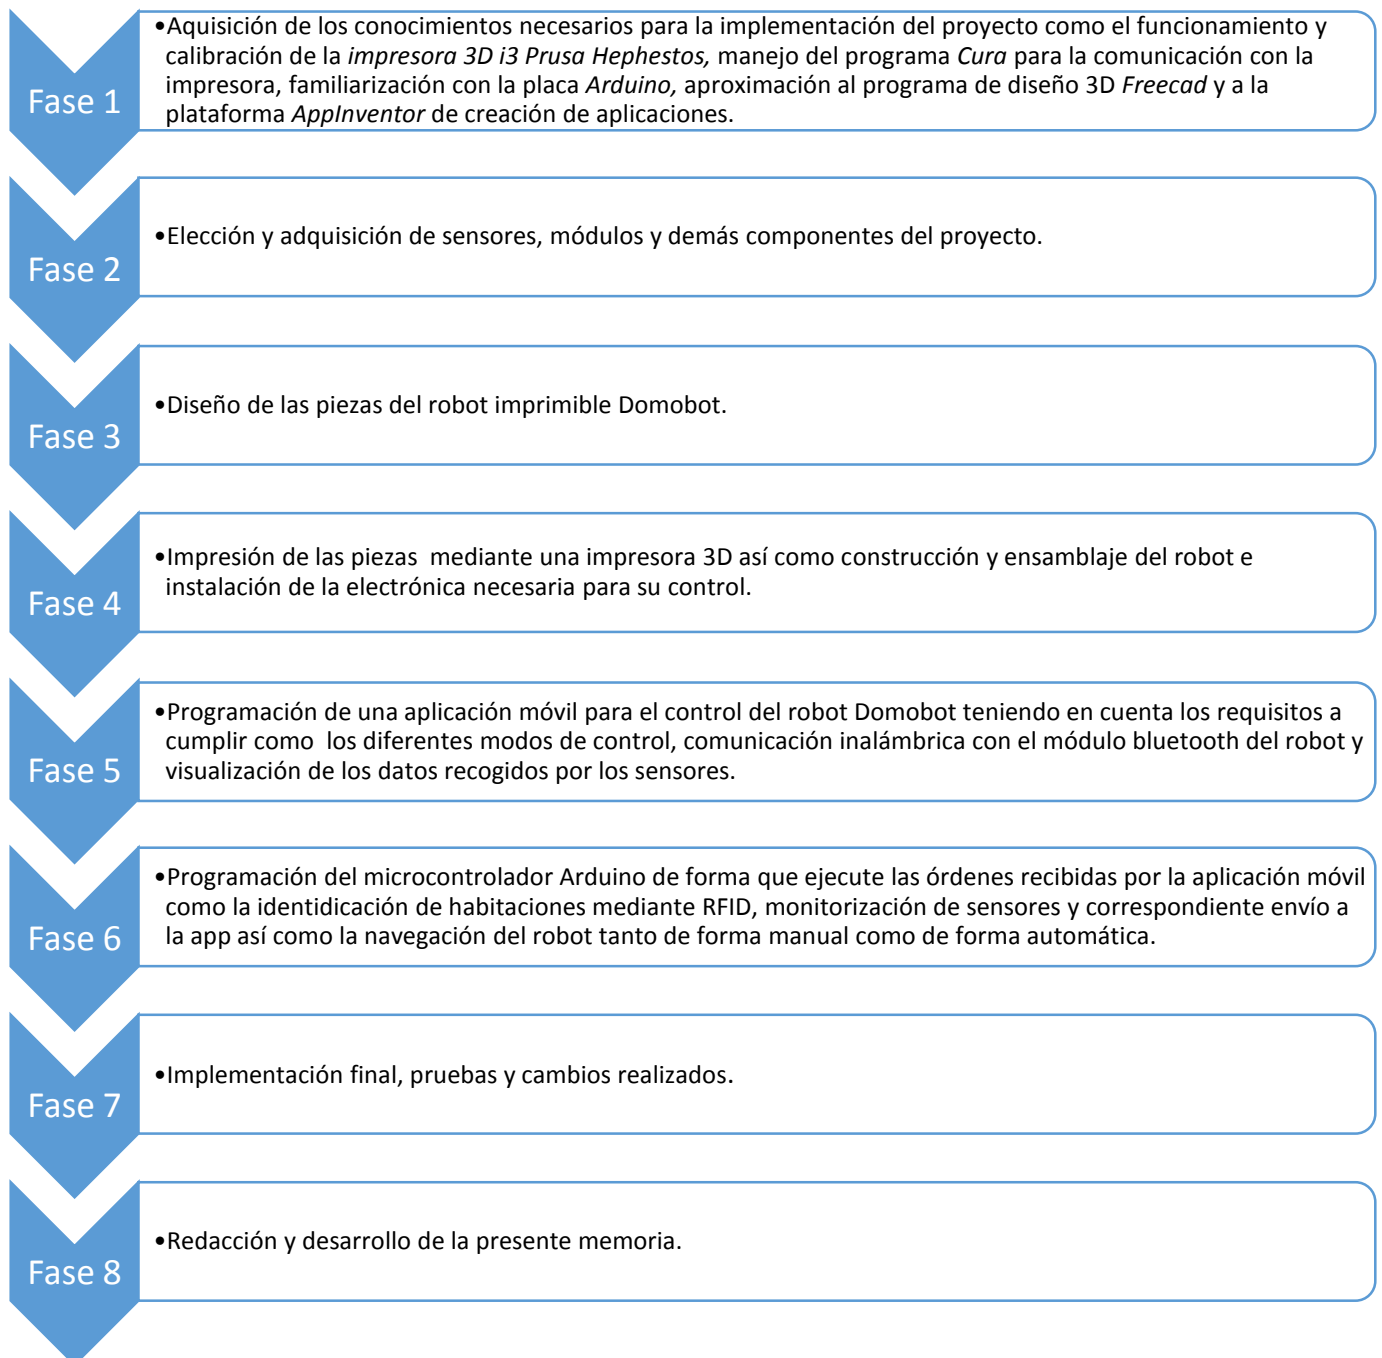 •Aquisición de los conocimientos necesarios para la implementación del proyecto como el funcionamiento y
calibración de la impresora 3D i3 Prusa Hephestos, manejo del programa Cura para la comunicación con la
impresora, familiarización con la placa Arduino, aproximación al programa de diseño 3D Freecad y a la
plataforma AppInventor de creación de aplicaciones.
Fase 1
•Elección y adquisición de sensores, módulos y demás componentes del proyecto.
Fase 2
•Diseño de las piezas del robot imprimible Domobot.
Fase 3
•Impresión de las piezas  mediante una impresora 3D así como construcción y ensamblaje del robot e
instalación de la electrónica necesaria para su control.
Fase 4
•Programación de una aplicación móvil para el control del robot Domobot teniendo en cuenta los requisitos a
cumplir como  los diferentes modos de control, comunicación inalámbrica con el módulo bluetooth del robot y
visualización de los datos recogidos por los sensores.
Fase 5
•Programación del microcontrolador Arduino de forma que ejecute las órdenes recibidas por la aplicación móvil
como la identidicación de habitaciones mediante RFID, monitorización de sensores y correspondiente envío a
la app así como la navegación del robot tanto de forma manual como de forma automática.
Fase 6
•Implementación final, pruebas y cambios realizados.
Fase 7
•Redacción y desarrollo de la presente memoria.
Fase 8